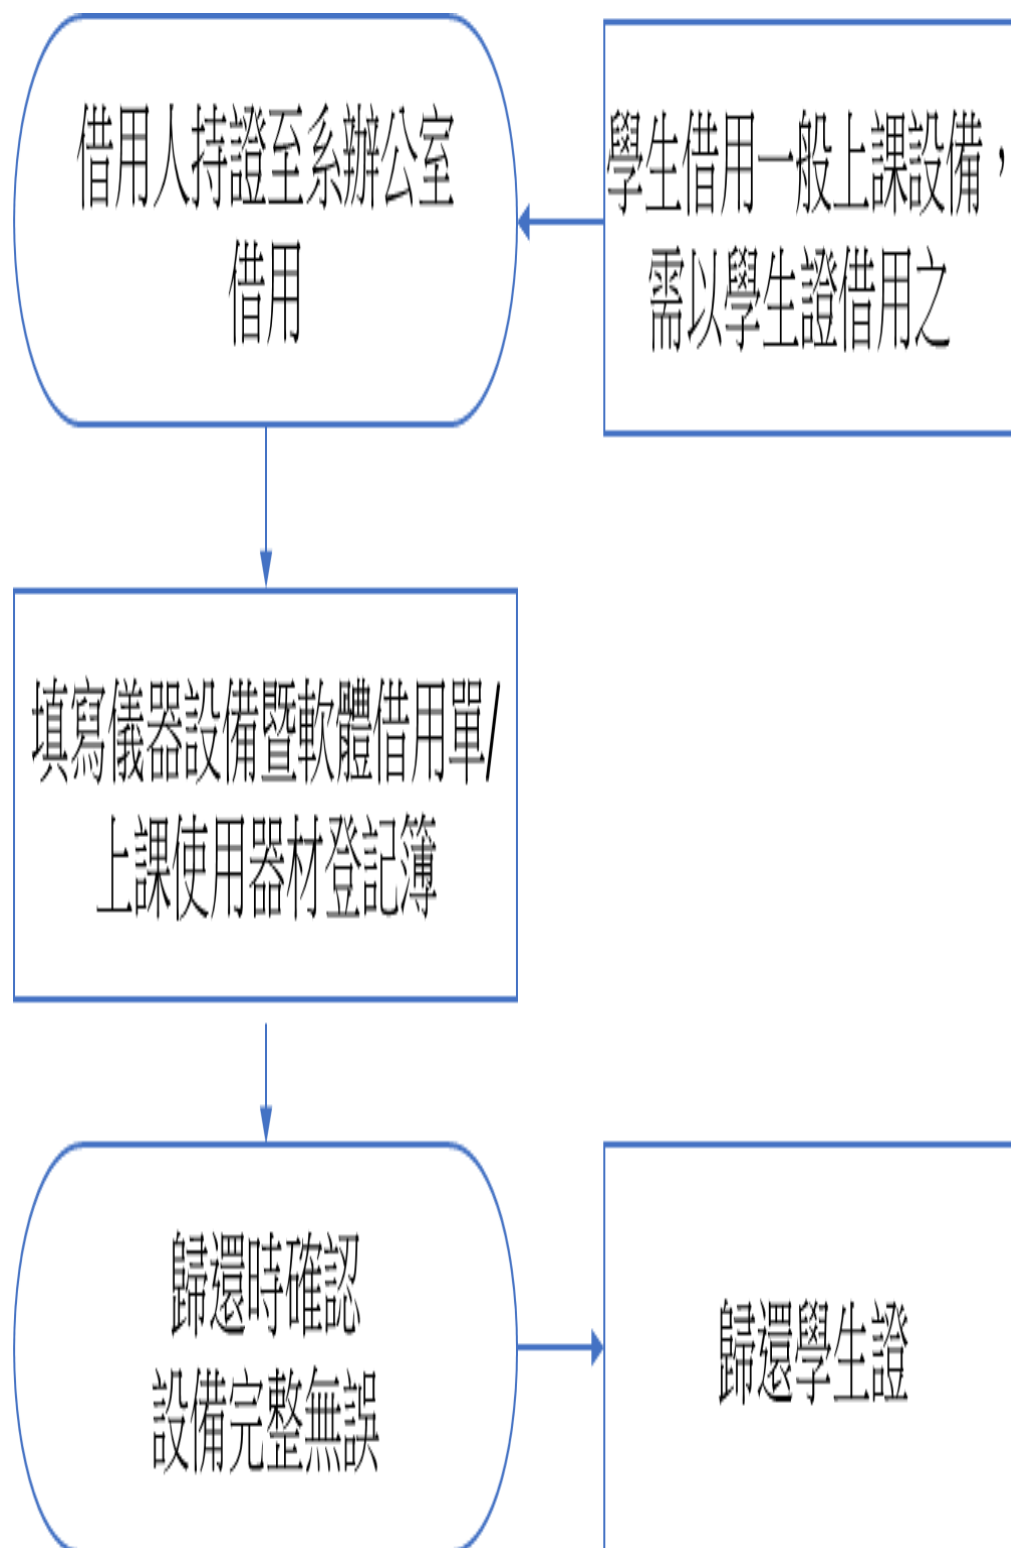 借用人持證至系辦公室
借用
學生借用一般上課設備，
需以學生證借用之
填寫儀器設備暨軟體借用單/
上課使用器材登記簿
歸還時確認
設備完整無誤
歸還學生證